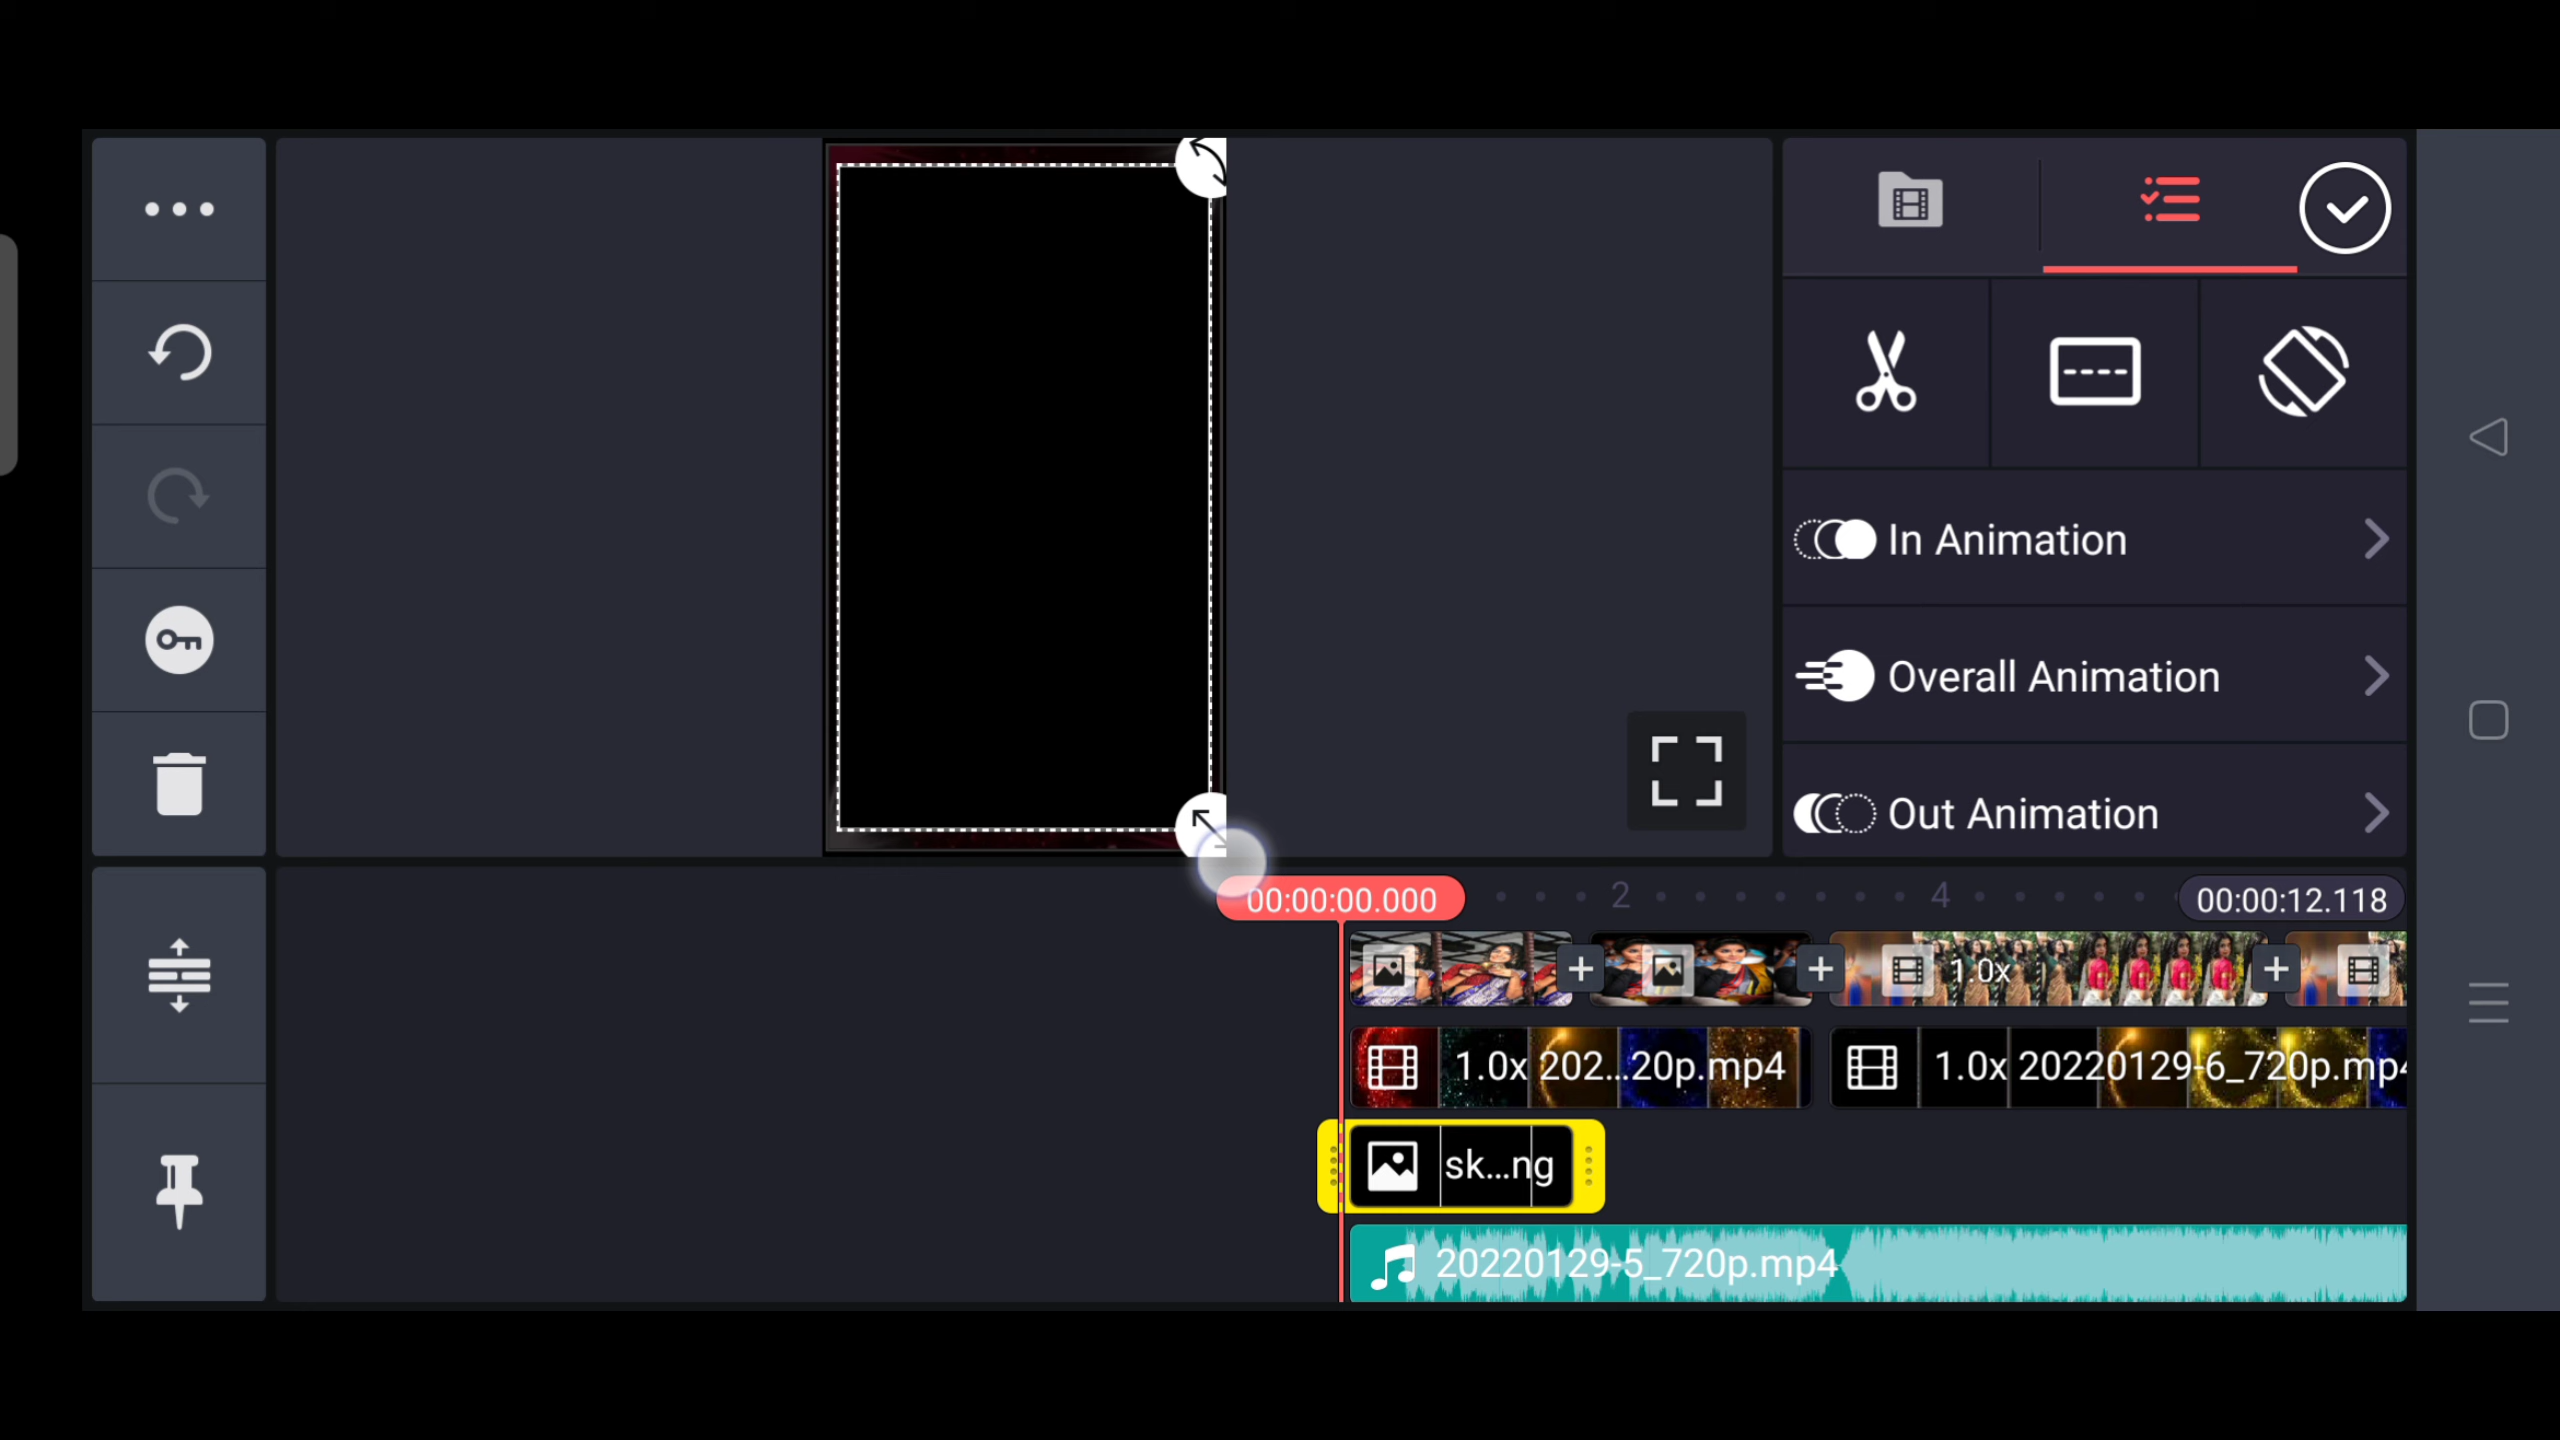 In Animation
Overall Animation
Out Animation
00:00:00.000
2
4
00:00:12.118
1.0x
1.0x 202...20p.mp4
1.0x 20220129-6_720p.mp4
sk...ng
20220129-5_720p.mp4